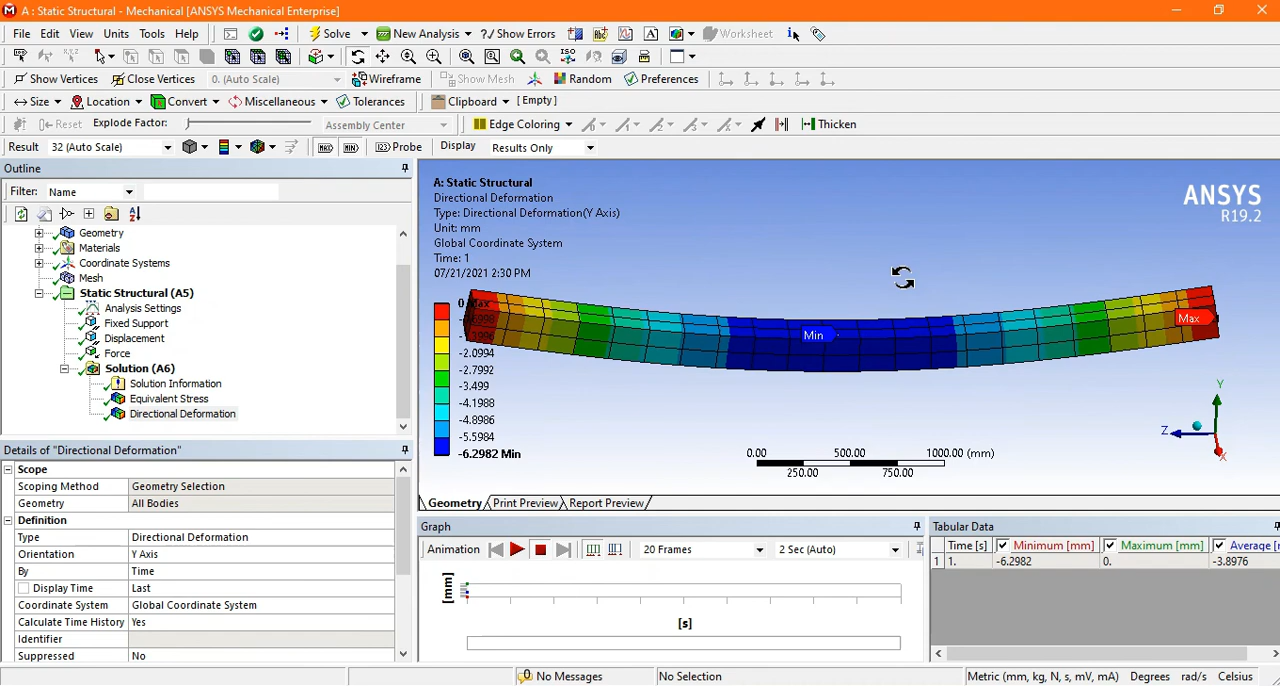 A : Static Structural - Mechanical [ANSYS Mechanical Enterprise]
File Edit View Units Tools Help Solve New Analysis ?/ Show Errors Worksheet
Show Vertices Close Vertices 0. (Auto Scale) Wireframe Show Mesh Random Preferences
Size Location Convert Miscellaneous Tolerances Clipboard [ Empty ]
Reset Explode Factor: Assembly Center Edge Coloring Thicken
Result 32 (Auto Scale) MAX MIN Probe Display Results Only
Outline
Filter: Name
Geometry
Materials
Coordinate Systems
Mesh
Static Structural (A5)
Analysis Settings
Fixed Support
Displacement
Force
Solution (A6)
Solution Information
Equivalent Stress
Directional Deformation
Details of "Directional Deformation"
Scope
Scoping Method Geometry Selection
Geometry All Bodies
Definition
Type Directional Deformation
Orientation Y Axis
By Time
Display Time Last
Coordinate System Global Coordinate System
Calculate Time History Yes
Identifier
Suppressed No
A: Static Structural
Directional Deformation
Type: Directional Deformation(Y Axis)
Unit: mm
Global Coordinate System
Time: 1
07/21/2021 2:30 PM
ANSYS
R19.2
0 Max
-2.0994
-2.7992
-3.499
-4.1988
-4.8986
-5.5984
-6.2982 Min
Min
Max
Y
Z
X
0.00 500.00 1000.00 (mm)
250.00 750.00
Geometry Print Preview Report Preview
Graph
Animation 20 Frames 2 Sec (Auto)
[mm]
[s]
Tabular Data
Time [s] Minimum [mm] Maximum [mm] Average [m
1 1. -6.2982 0. -3.8976
0 No Messages No Selection Metric (mm, kg, N, s, mV, mA) Degrees rad/s Celsius